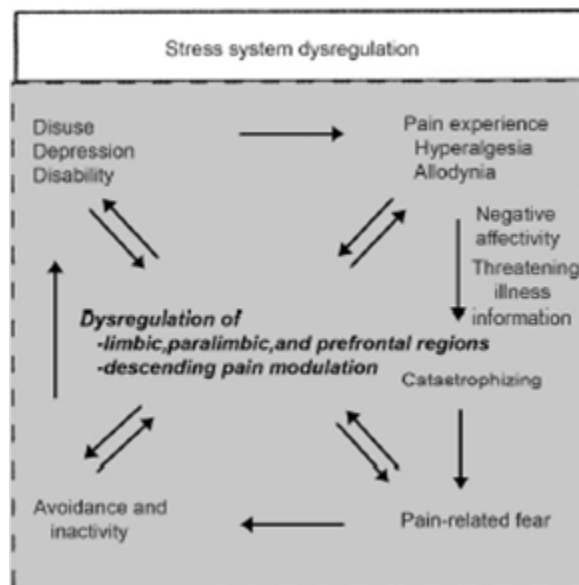 Stress system dysregulation
Disuse
Depression
Disability
Pain experience
Hyperalgesia
Allodynia
Negative
affectivity
Threatening
illness
information
Dysregulation of
-limbic,paralimbic,and prefrontal regions
-descending pain modulation
Catastrophizing
Avoidance and
inactivity
Pain-related fear